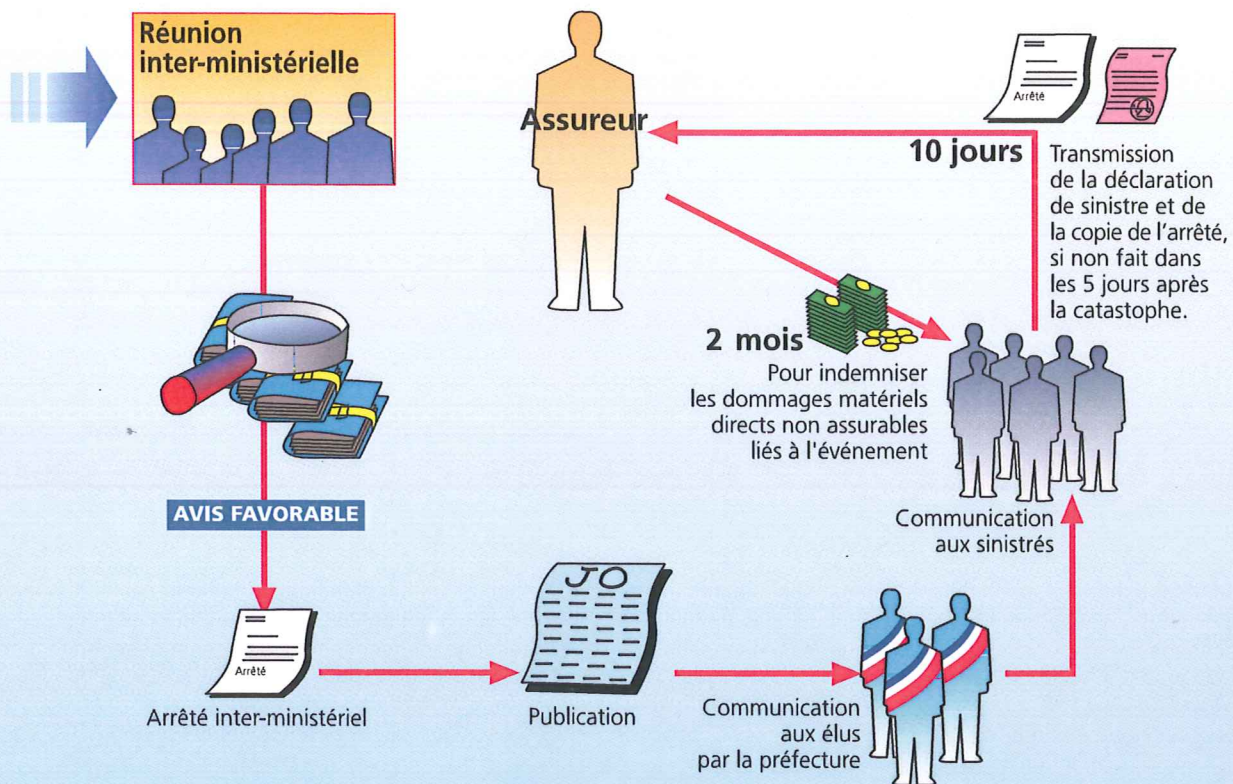 Réunion
inter-ministérielle
Assureur
Arrêté
10 jours
Transmission
de la déclaration
de sinistre et de
la copie de l'arrêté,
si non fait dans
les 5 jours après
la catastrophe.
2 mois
Pour indemniser
les dommages matériels
directs non assurables
liés à l'événement
AVIS FAVORABLE
Communication
aux sinistrés
JO
Arrêté
Arrêté inter-ministériel
Publication
Communication
aux élus
par la préfecture